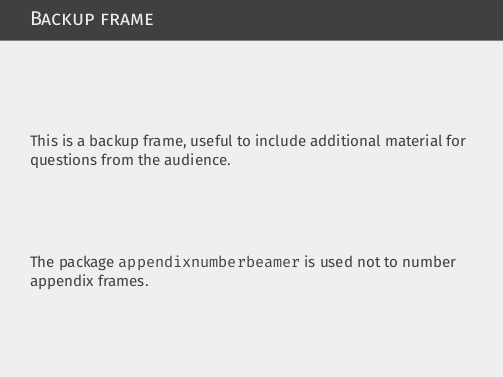 Backup frame
This is a backup frame, useful to include additional material for
questions from the audience.
The package appendixnumberbeamer is used not to number
appendix frames.